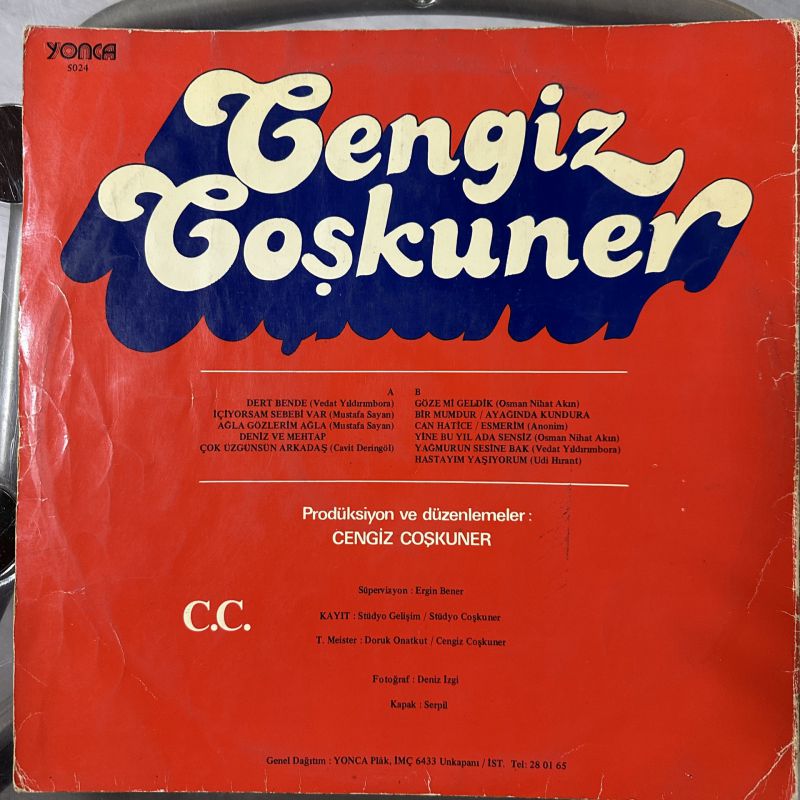 YONCA
5024
Cengiz
Coşkuner
A
DERT BENDE (Vedat Yıldırımbora)
İÇİYORSAM SEBEBİ VAR (Mustafa Sayan)
AĞLA GÖZLERİM AĞLA (Mustafa Sayan)
DENİZ VE MEHTAP
ÇOK ÜZGÜNSÜN ARKADAŞ (Cavit Deringöl)
B
GÖZE Mİ GELDİK (Osman Nihat Akın)
BİR MUMDUR / AYAĞINDA KUNDURA
CAN HATİCE / ESMERİM (Anonim)
YİNE BU YIL ADA SENSİZ (Osman Nihat Akın)
YAĞMURUN SESİNE BAK (Vedat Yıldırımbora)
HASTAYIM YAŞIYORUM (Udi Hırant)
Prodüksiyon ve düzenlemeler :
CENGİZ COŞKUNER
C.C.
Süpervizyon : Ergin Bener
KAYIT : Stüdyo Gelişim / Stüdyo Coşkuner
T. Meister : Doruk Onatkut / Cengiz Coşkuner
Fotoğraf : Deniz İzgi
Kapak : Serpil
Genel Dağıtım : YONCA Plâk, İMÇ 6433 Unkapanı / İST. Tel: 28 01 65